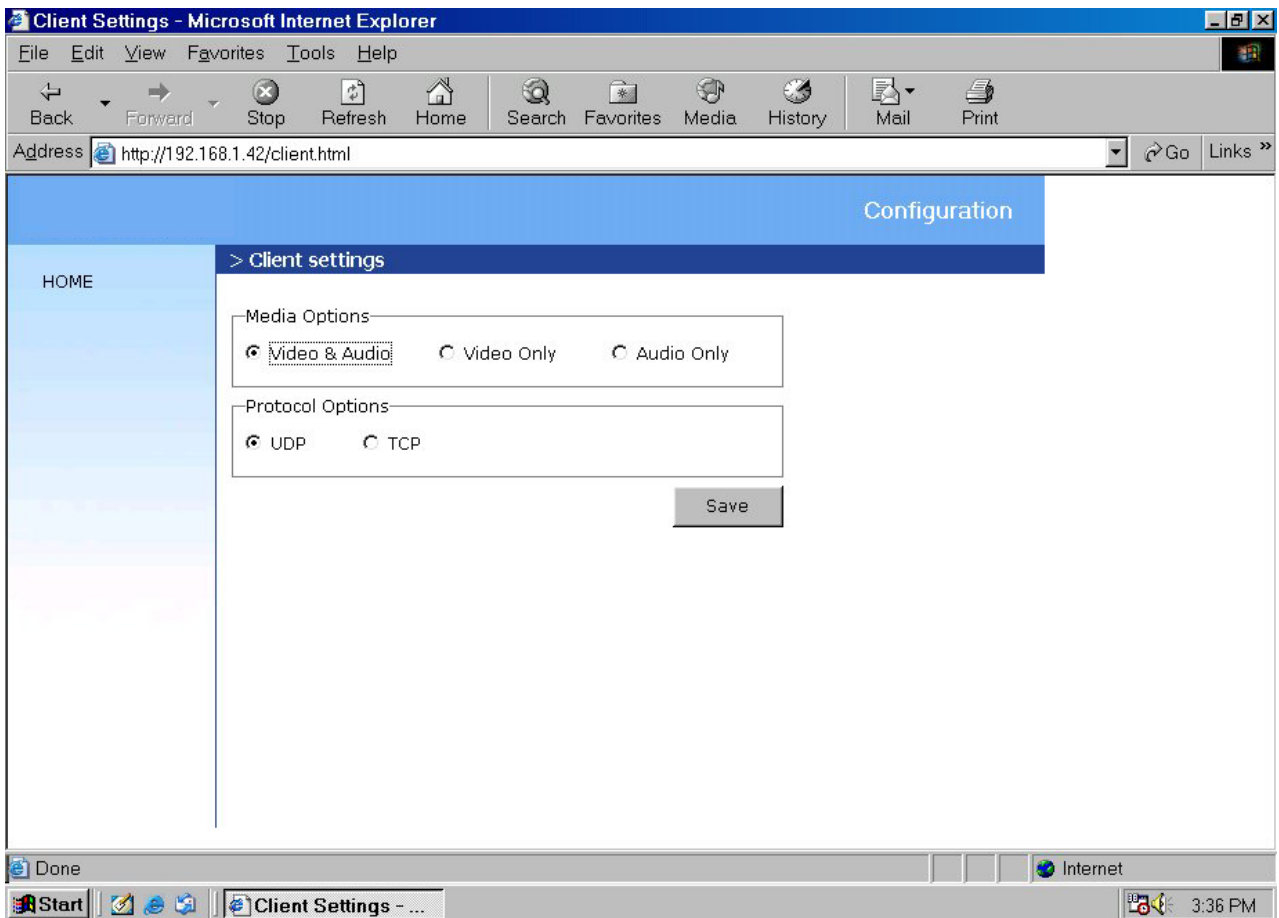 Client Settings - Microsoft Internet Explorer
File Edit View Favorites Tools Help
Back Forward Stop Refresh Home Search Favorites Media History Mail Print
Address http://192.168.1.42/client.html Go Links »
Configuration
HOME
> Client settings
Media Options
Video & Audio Video Only Audio Only
Protocol Options
UDP TCP
Save
Done Internet
Start Client Settings - ... 3:36 PM